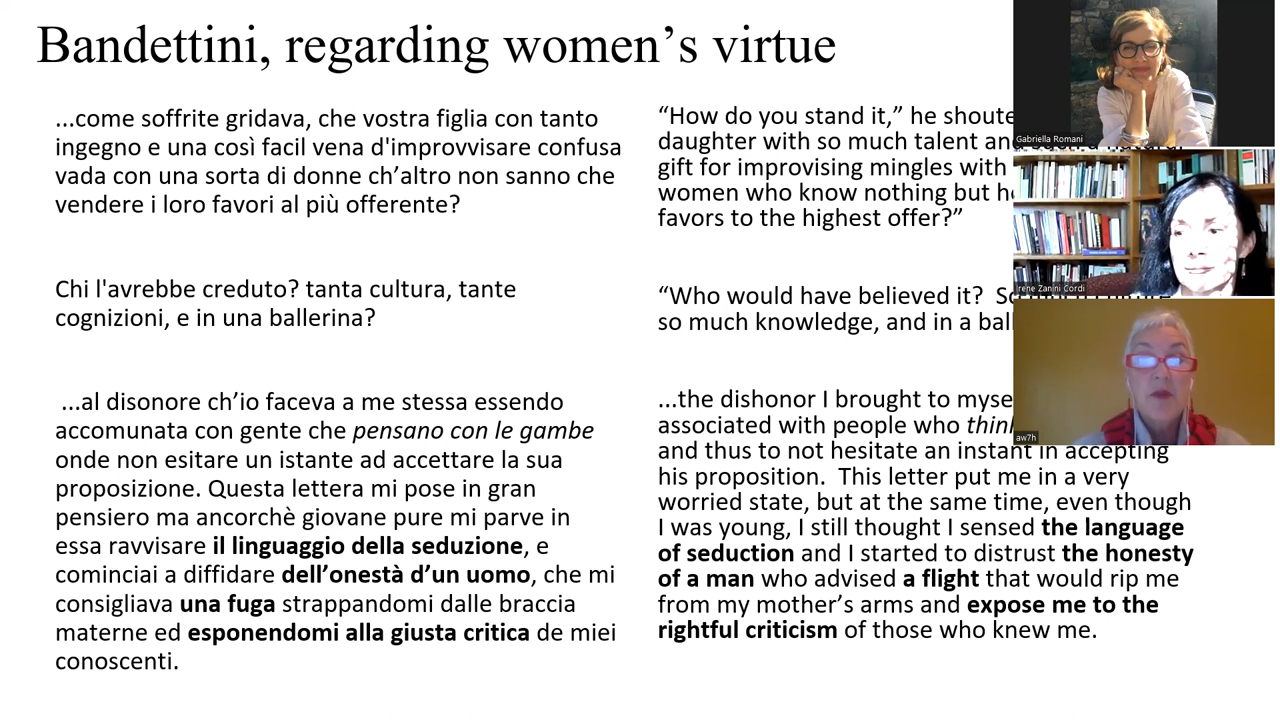 Bandettini, regarding women’s virtue
...come soffrite gridava, che vostra figlia con tanto
ingegno e una così facil vena d'improvvisare confusa
vada con una sorta di donne ch’altro non sanno che
vendere i loro favori al più offerente?
Chi l'avrebbe creduto? tanta cultura, tante
cognizioni, e in una ballerina?
...al disonore ch’io faceva a me stessa essendo
accomunata con gente che pensano con le gambe
onde non esitare un istante ad accettare la sua
proposizione. Questa lettera mi pose in gran
pensiero ma ancorchè giovane pure mi parve in
essa ravvisare il linguaggio della seduzione, e
cominciai a diffidare dell’onestà d’un uomo, che mi
consigliava una fuga strappandomi dalle braccia
materne ed esponendomi alla giusta critica de miei
conoscenti.
“How do you stand it,” he
daughter with so much talent
gift for improvising mingles with
women who know nothing but
favors to the highest offer?”
“Who would have believed it?
so much knowledge, and in a
...the dishonor I brought to
associated with people who
and thus to not hesitate an instant in accepting
his proposition. This letter put me in a very
worried state, but at the same time, even though
I was young, I still thought I sensed the language
of seduction and I started to distrust the honesty
of a man who advised a flight that would rip me
from my mother’s arms and expose me to the
rightful criticism of those who knew me.
Gabriella Romani
Irene Zanini Cordi
aw7h